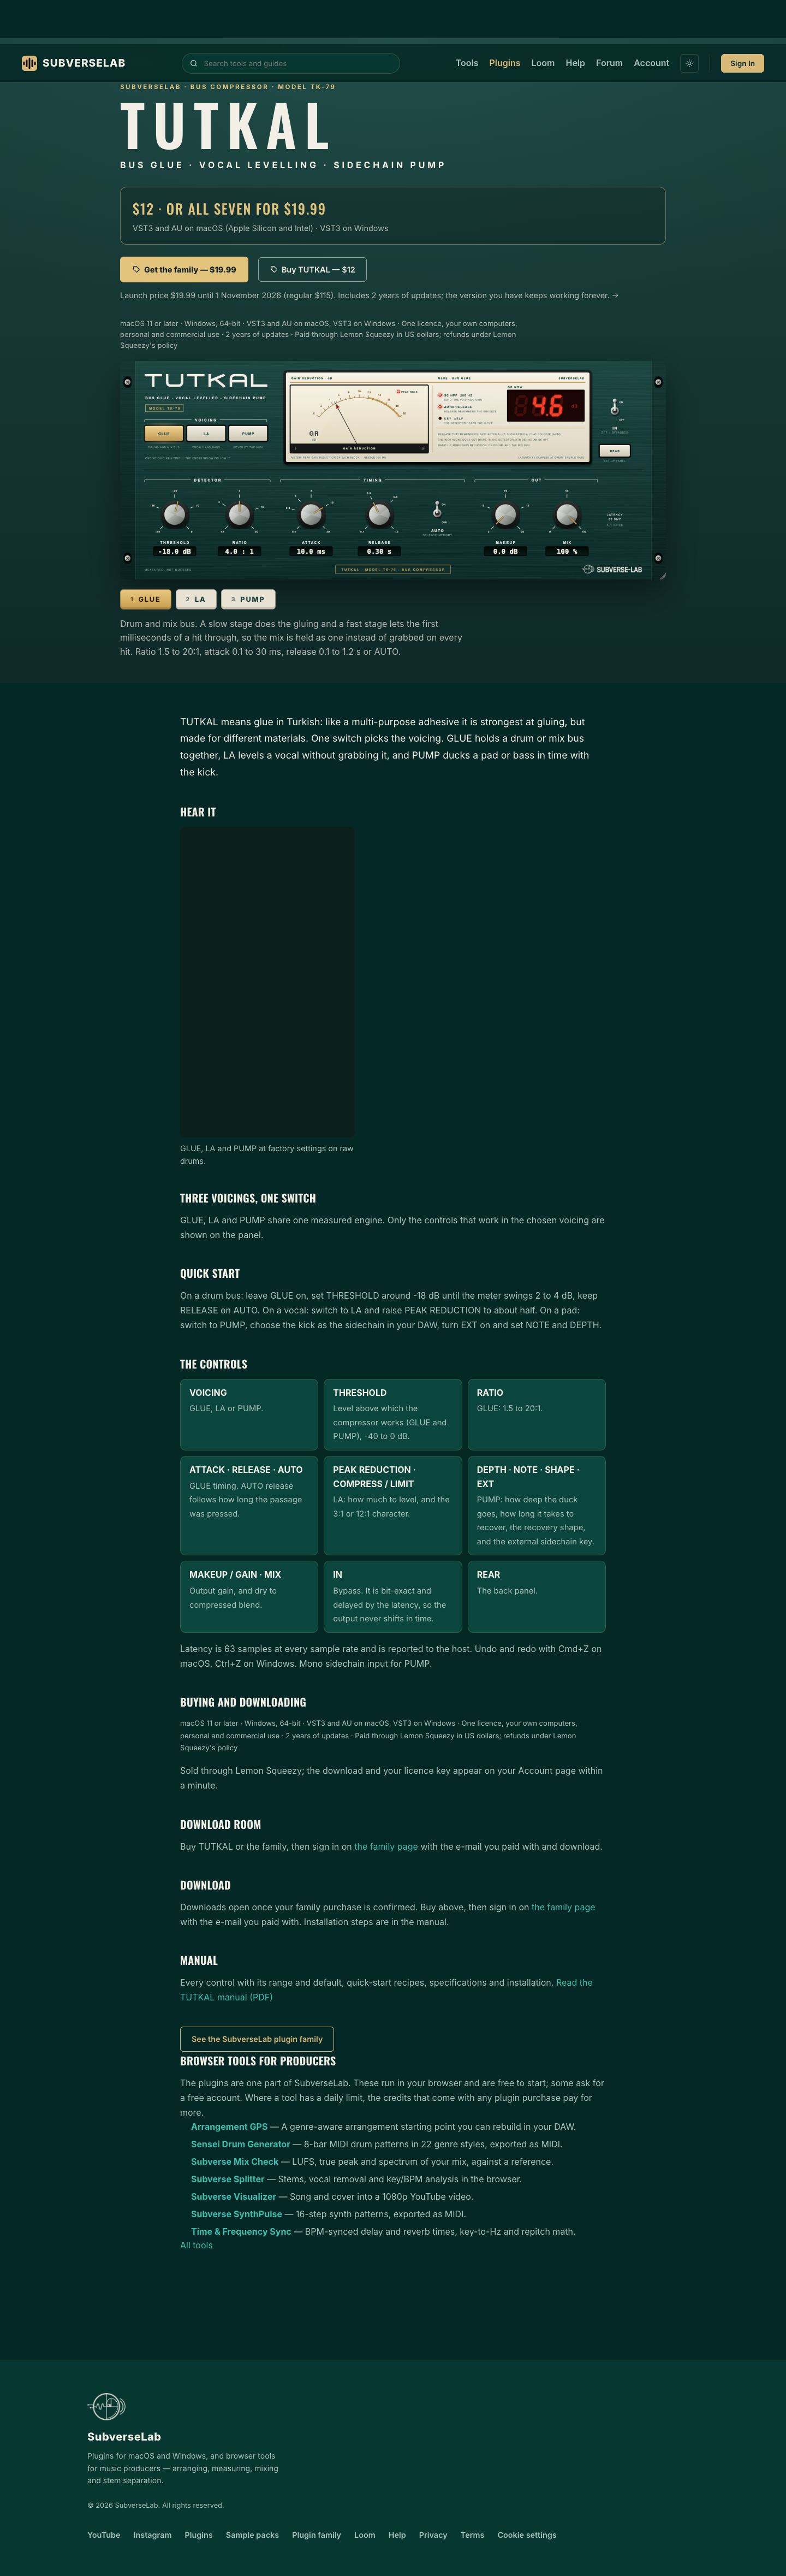 SUBVERSELAB
Search tools and guides
Tools
Plugins
Loom
Help
Forum
Account
Sign In
SUBVERSELAB · BUS COMPRESSOR · MODEL TK-79
TUTKAL
BUS GLUE · VOCAL LEVELLING · SIDECHAIN PUMP
$12 · OR ALL SEVEN FOR $19.99
VST3 and AU on macOS (Apple Silicon and Intel) · VST3 on Windows
Get the family — $19.99
Buy TUTKAL — $12
Launch price $19.99 until 1 November 2026 (regular $115). Includes 2 years of updates; the version you have keeps working forever. →
macOS 11 or later · Windows, 64-bit · VST3 and AU on macOS, VST3 on Windows · One licence, your own computers,
personal and commercial use · 2 years of updates · Paid through Lemon Squeezy in US dollars; refunds under Lemon
Squeezy's policy
TUTKAL
BUS GLUE · VOCAL LEVELLING · SIDECHAIN PUMP
MODEL TK-79
VOICING
GLUE
LA
PUMP
GR
GAIN REDUCTION
4.6
IN
REAR
DETECTOR
TIMING
OUT
THRESHOLD
RATIO
ATTACK
RELEASE
AUTO
MAKEUP
MIX
-18.0 dB
4.0 : 1
10.0 ms
0.30 s
0.0 dB
100 %
TUTKAL · MODEL TK-79 · BUS COMPRESSOR
SUBVERSE-LAB
1 GLUE
2 LA
3 PUMP
Drum and mix bus. A slow stage does the gluing and a fast stage lets the first
milliseconds of a hit through, so the mix is held as one instead of grabbed on every
hit. Ratio 1.5 to 20:1, attack 0.1 to 30 ms, release 0.1 to 1.2 s or AUTO.
TUTKAL means glue in Turkish: like a multi-purpose adhesive it is strongest at gluing, but
made for different materials. One switch picks the voicing. GLUE holds a drum or mix bus
together, LA levels a vocal without grabbing it, and PUMP ducks a pad or bass in time with
the kick.
HEAR IT
GLUE, LA and PUMP at factory settings on raw
drums.
THREE VOICINGS, ONE SWITCH
GLUE, LA and PUMP share one measured engine. Only the controls that work in the chosen voicing are
shown on the panel.
QUICK START
On a drum bus: leave GLUE on, set THRESHOLD around -18 dB until the meter swings 2 to 4 dB, keep
RELEASE on AUTO. On a vocal: switch to LA and raise PEAK REDUCTION to about half. On a pad:
switch to PUMP, choose the kick as the sidechain in your DAW, turn EXT on and set NOTE and DEPTH.
THE CONTROLS
VOICING
GLUE, LA or PUMP.
THRESHOLD
Level above which the
compressor works (GLUE and
PUMP), -40 to 0 dB.
RATIO
GLUE: 1.5 to 20:1.
ATTACK · RELEASE · AUTO
GLUE timing. AUTO release
follows how long the passage
was pressed.
PEAK REDUCTION ·
COMPRESS / LIMIT
LA: how much to level, and the
3:1 or 12:1 character.
DEPTH · NOTE · SHAPE ·
EXT
PUMP: how deep the duck
goes, how long it takes to
recover, the recovery shape,
and the external sidechain key.
MAKEUP / GAIN · MIX
Output gain, and dry to
compressed blend.
IN
Bypass. It is bit-exact and
delayed by the latency, so the
output never shifts in time.
REAR
The back panel.
Latency is 63 samples at every sample rate and is reported to the host. Undo and redo with Cmd+Z on
macOS, Ctrl+Z on Windows. Mono sidechain input for PUMP.
BUYING AND DOWNLOADING
macOS 11 or later · Windows, 64-bit · VST3 and AU on macOS, VST3 on Windows · One licence, your own computers,
personal and commercial use · 2 years of updates · Paid through Lemon Squeezy in US dollars; refunds under Lemon
Squeezy's policy
Sold through Lemon Squeezy; the download and your licence key appear on your Account page within
a minute.
DOWNLOAD ROOM
Buy TUTKAL or the family, then sign in on the family page with the e-mail you paid with and download.
DOWNLOAD
Downloads open once your family purchase is confirmed. Buy above, then sign in on the family page
with the e-mail you paid with. Installation steps are in the manual.
MANUAL
Every control with its range and default, quick-start recipes, specifications and installation. Read the
TUTKAL manual (PDF)
See the SubverseLab plugin family
BROWSER TOOLS FOR PRODUCERS
The plugins are one part of SubverseLab. These run in your browser and are free to start; some ask for
a free account. Where a tool has a daily limit, the credits that come with any plugin purchase pay for
more.
Arrangement GPS — A genre-aware arrangement starting point you can rebuild in your DAW.
Sensei Drum Generator — 8-bar MIDI drum patterns in 22 genre styles, exported as MIDI.
Subverse Mix Check — LUFS, true peak and spectrum of your mix, against a reference.
Subverse Splitter — Stems, vocal removal and key/BPM analysis in the browser.
Subverse Visualizer — Song and cover into a 1080p YouTube video.
Subverse SynthPulse — 16-step synth patterns, exported as MIDI.
Time & Frequency Sync — BPM-synced delay and reverb times, key-to-Hz and repitch math.
All tools
SubverseLab
Plugins for macOS and Windows, and browser tools
for music producers — arranging, measuring, mixing
and stem separation.
© 2026 SubverseLab. All rights reserved.
YouTube
Instagram
Plugins
Sample packs
Plugin family
Loom
Help
Privacy
Terms
Cookie settings